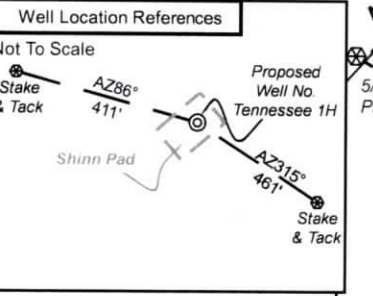 Well Location References
Not To Scale
Stake
& Tack
AZ86°
411'
Proposed
Well No.
Tennessee 1H
Shinn Pad
AZ315°
461'
Stake
& Tack
5/